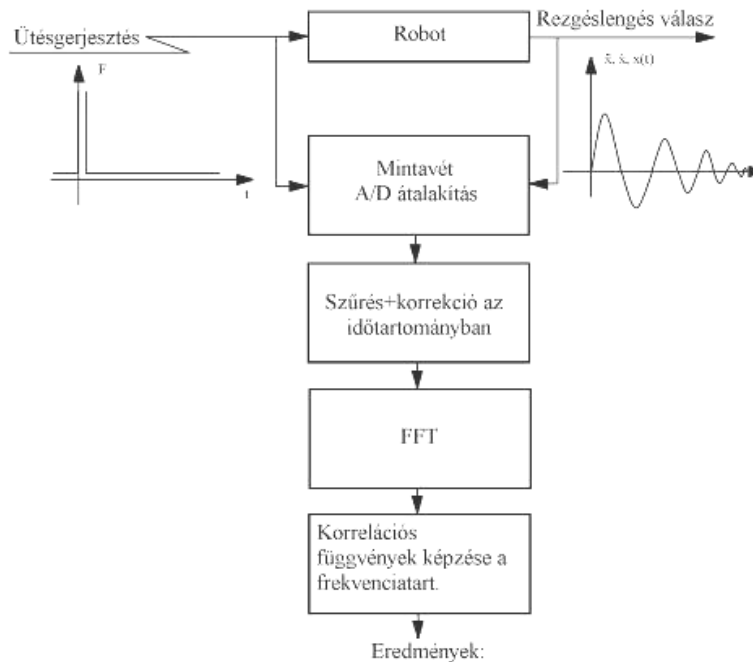 Ütésgerjesztés
Robot
Rezgéslengés válasz
F
ẍ, ẋ, x(t)
t
Mintavét
A/D átalakítás
Szűrés+korrekció az
időtartományban
FFT
Korrelációs
függvények képzése a
frekvenciatart.
Eredmények: